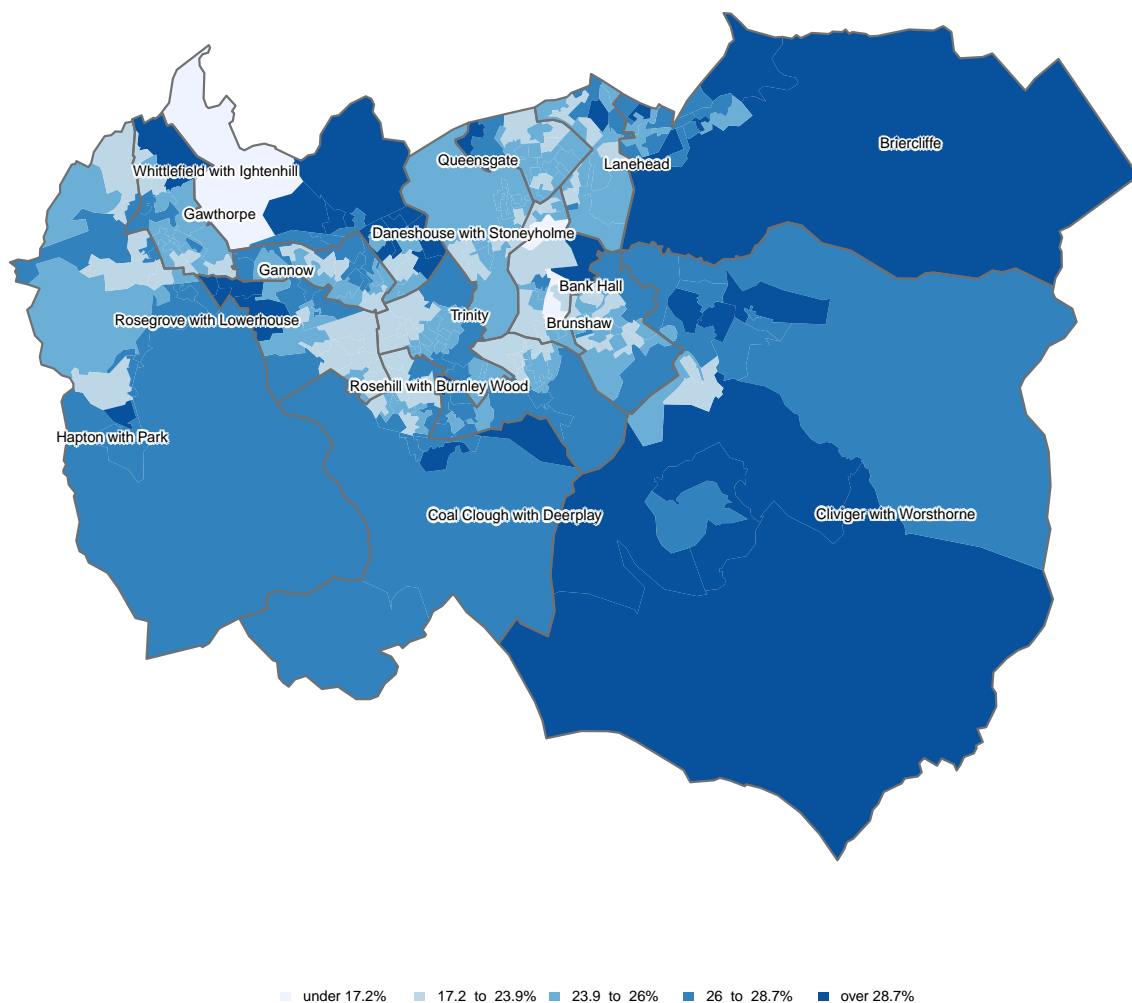 Briercliffe
Queensgate
Lanehead
Whittlefield with Ightenhill
Gawthorpe
Daneshouse with Stoneyholme
Gannow
Bank Hall
Rosegrove with Lowerhouse
Trinity
Brunshaw
Rosehill with Burnley Wood
Hapton with Park
Coal Clough with Deerplay
Cliviger with Worsthorne
under 17.2% 17.2 to 23.9% 23.9 to 26% 26 to 28.7% over 28.7%